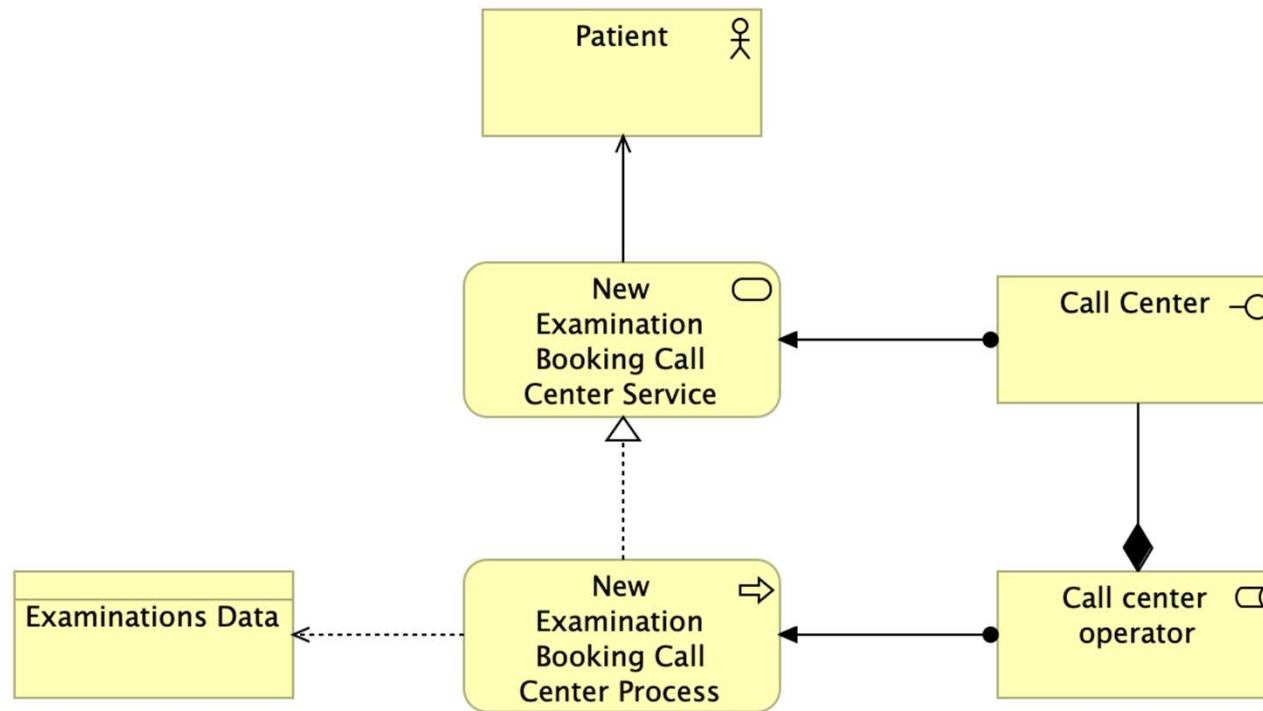 Patient
New
Examination
Booking Call
Center Service
Call Center
Examinations Data
New
Examination
Booking Call
Center Process
Call center
operator